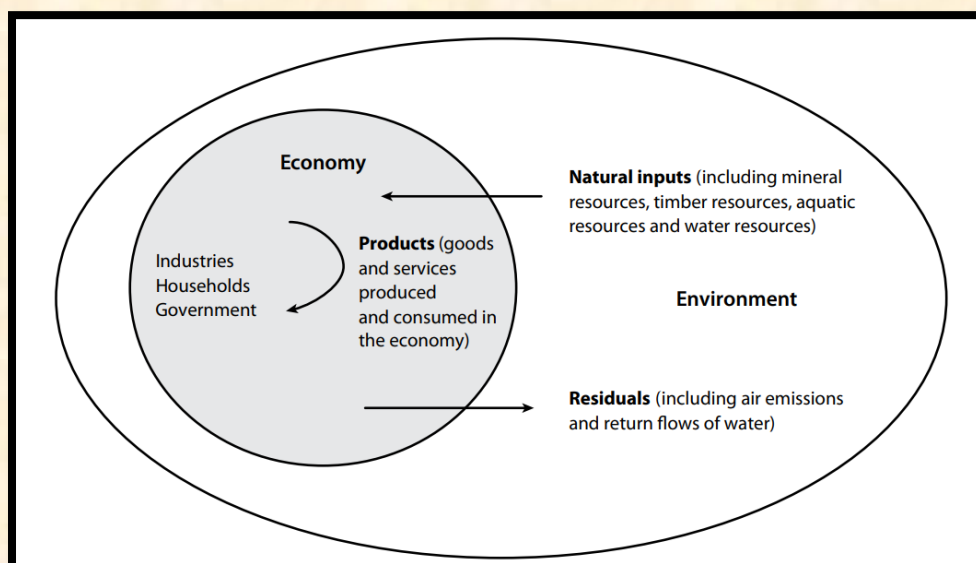 Economy
Natural inputs (including mineral
resources, timber resources, aquatic
resources and water resources)
Industries
Households
Government
Products (goods
and services
produced
and consumed in
the economy)
Environment
Residuals (including air emissions
and return flows of water)